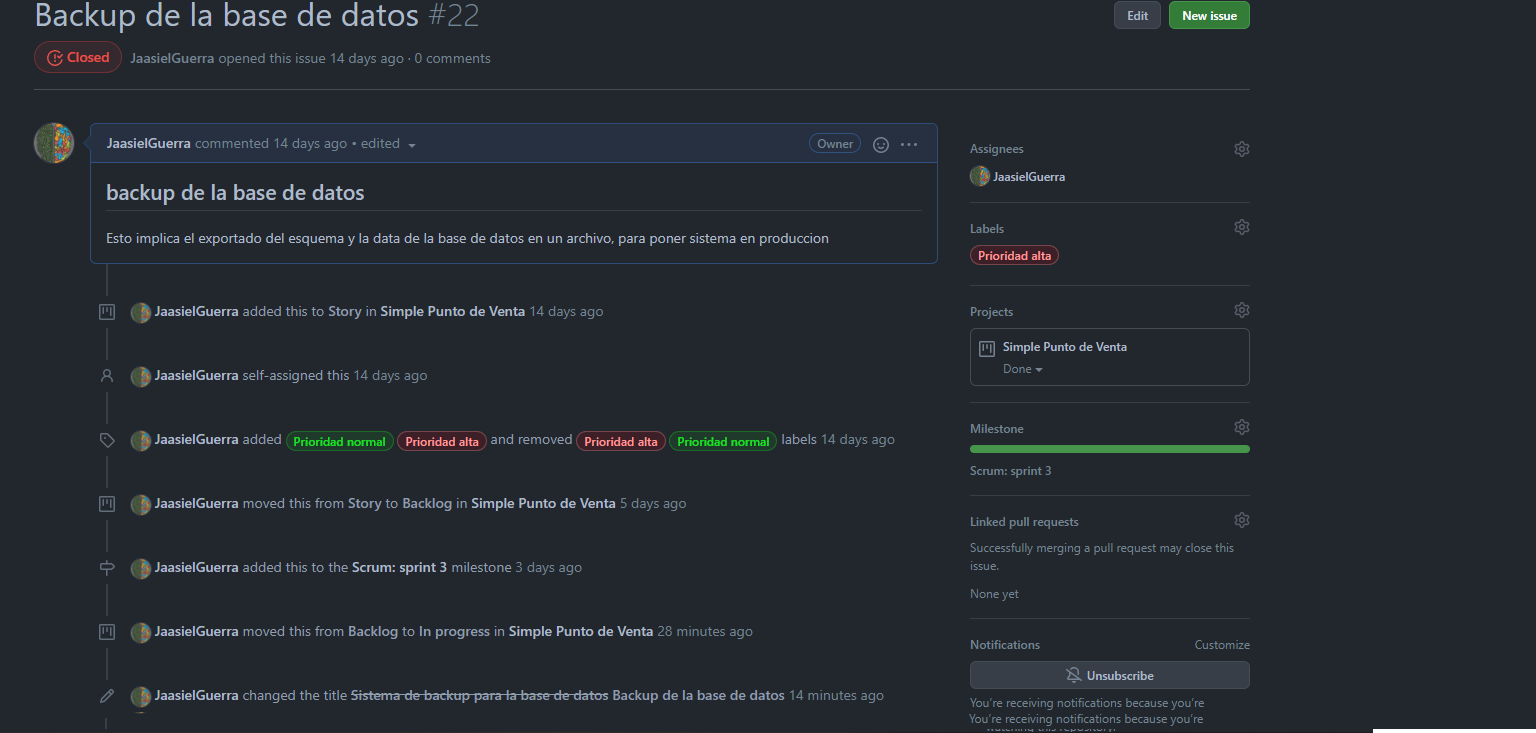 Backup de la base de datos #22
Edit
New issue
Closed
JaasielGuerra opened this issue 14 days ago · 0 comments
JaasielGuerra commented 14 days ago • edited
Owner
backup de la base de datos
Esto implica el exportado del esquema y la data de la base de datos en un archivo, para poner sistema en produccion
JaasielGuerra added this to Story in Simple Punto de Venta 14 days ago
JaasielGuerra self-assigned this 14 days ago
JaasielGuerra added Prioridad normal Prioridad alta and removed Prioridad alta Prioridad normal labels 14 days ago
JaasielGuerra moved this from Story to Backlog in Simple Punto de Venta 5 days ago
JaasielGuerra added this to the Scrum: sprint 3 milestone 3 days ago
JaasielGuerra moved this from Backlog to In progress in Simple Punto de Venta 28 minutes ago
JaasielGuerra changed the title Sistema de backup para la base de datos Backup de la base de datos 14 minutes ago
Assignees
JaasielGuerra
Labels
Prioridad alta
Projects
Simple Punto de Venta
Done
Milestone
Scrum: sprint 3
Linked pull requests
Successfully merging a pull request may close this
issue.
None yet
Notifications
Customize
Unsubscribe
You're receiving notifications because you're
You're receiving notifications because you're
watching this repository.